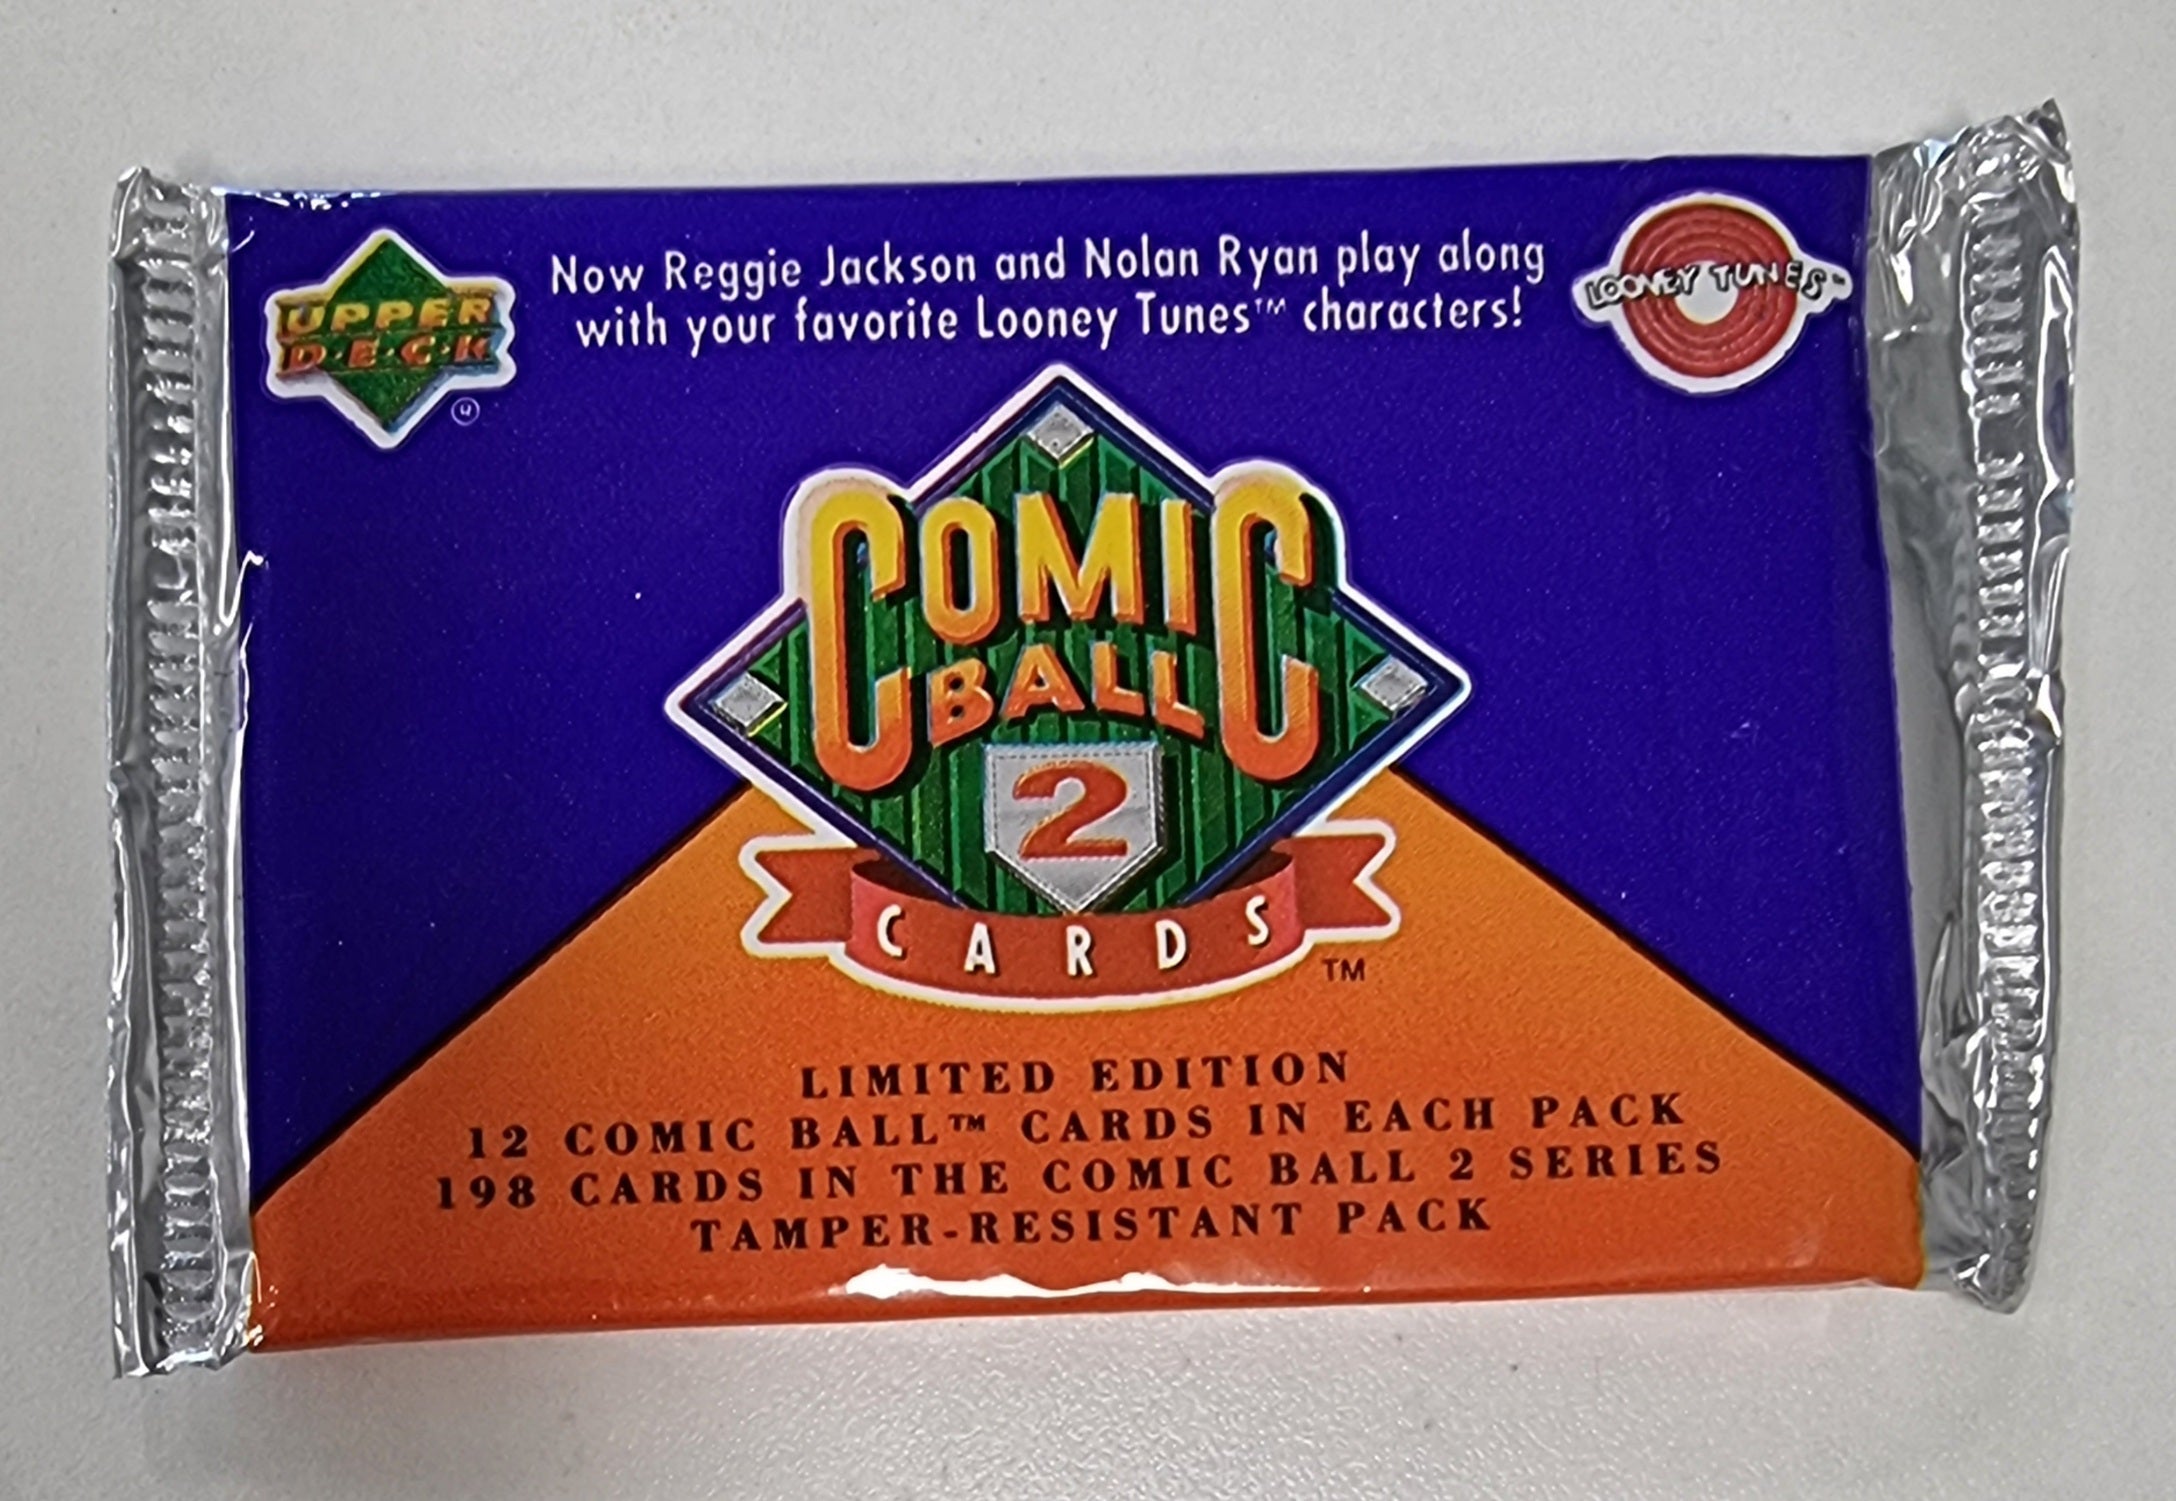 Now Reggie Jackson and Nolan Ryan play along
with your favorite Looney Tunes™ characters!
UPPER
D·E·C·K
®
LOONEY TUNES™
COMIC
BALL
2
CARDS
TM
LIMITED EDITION
12 COMIC BALL™ CARDS IN EACH PACK
198 CARDS IN THE COMIC BALL 2 SERIES
TAMPER-RESISTANT PACK